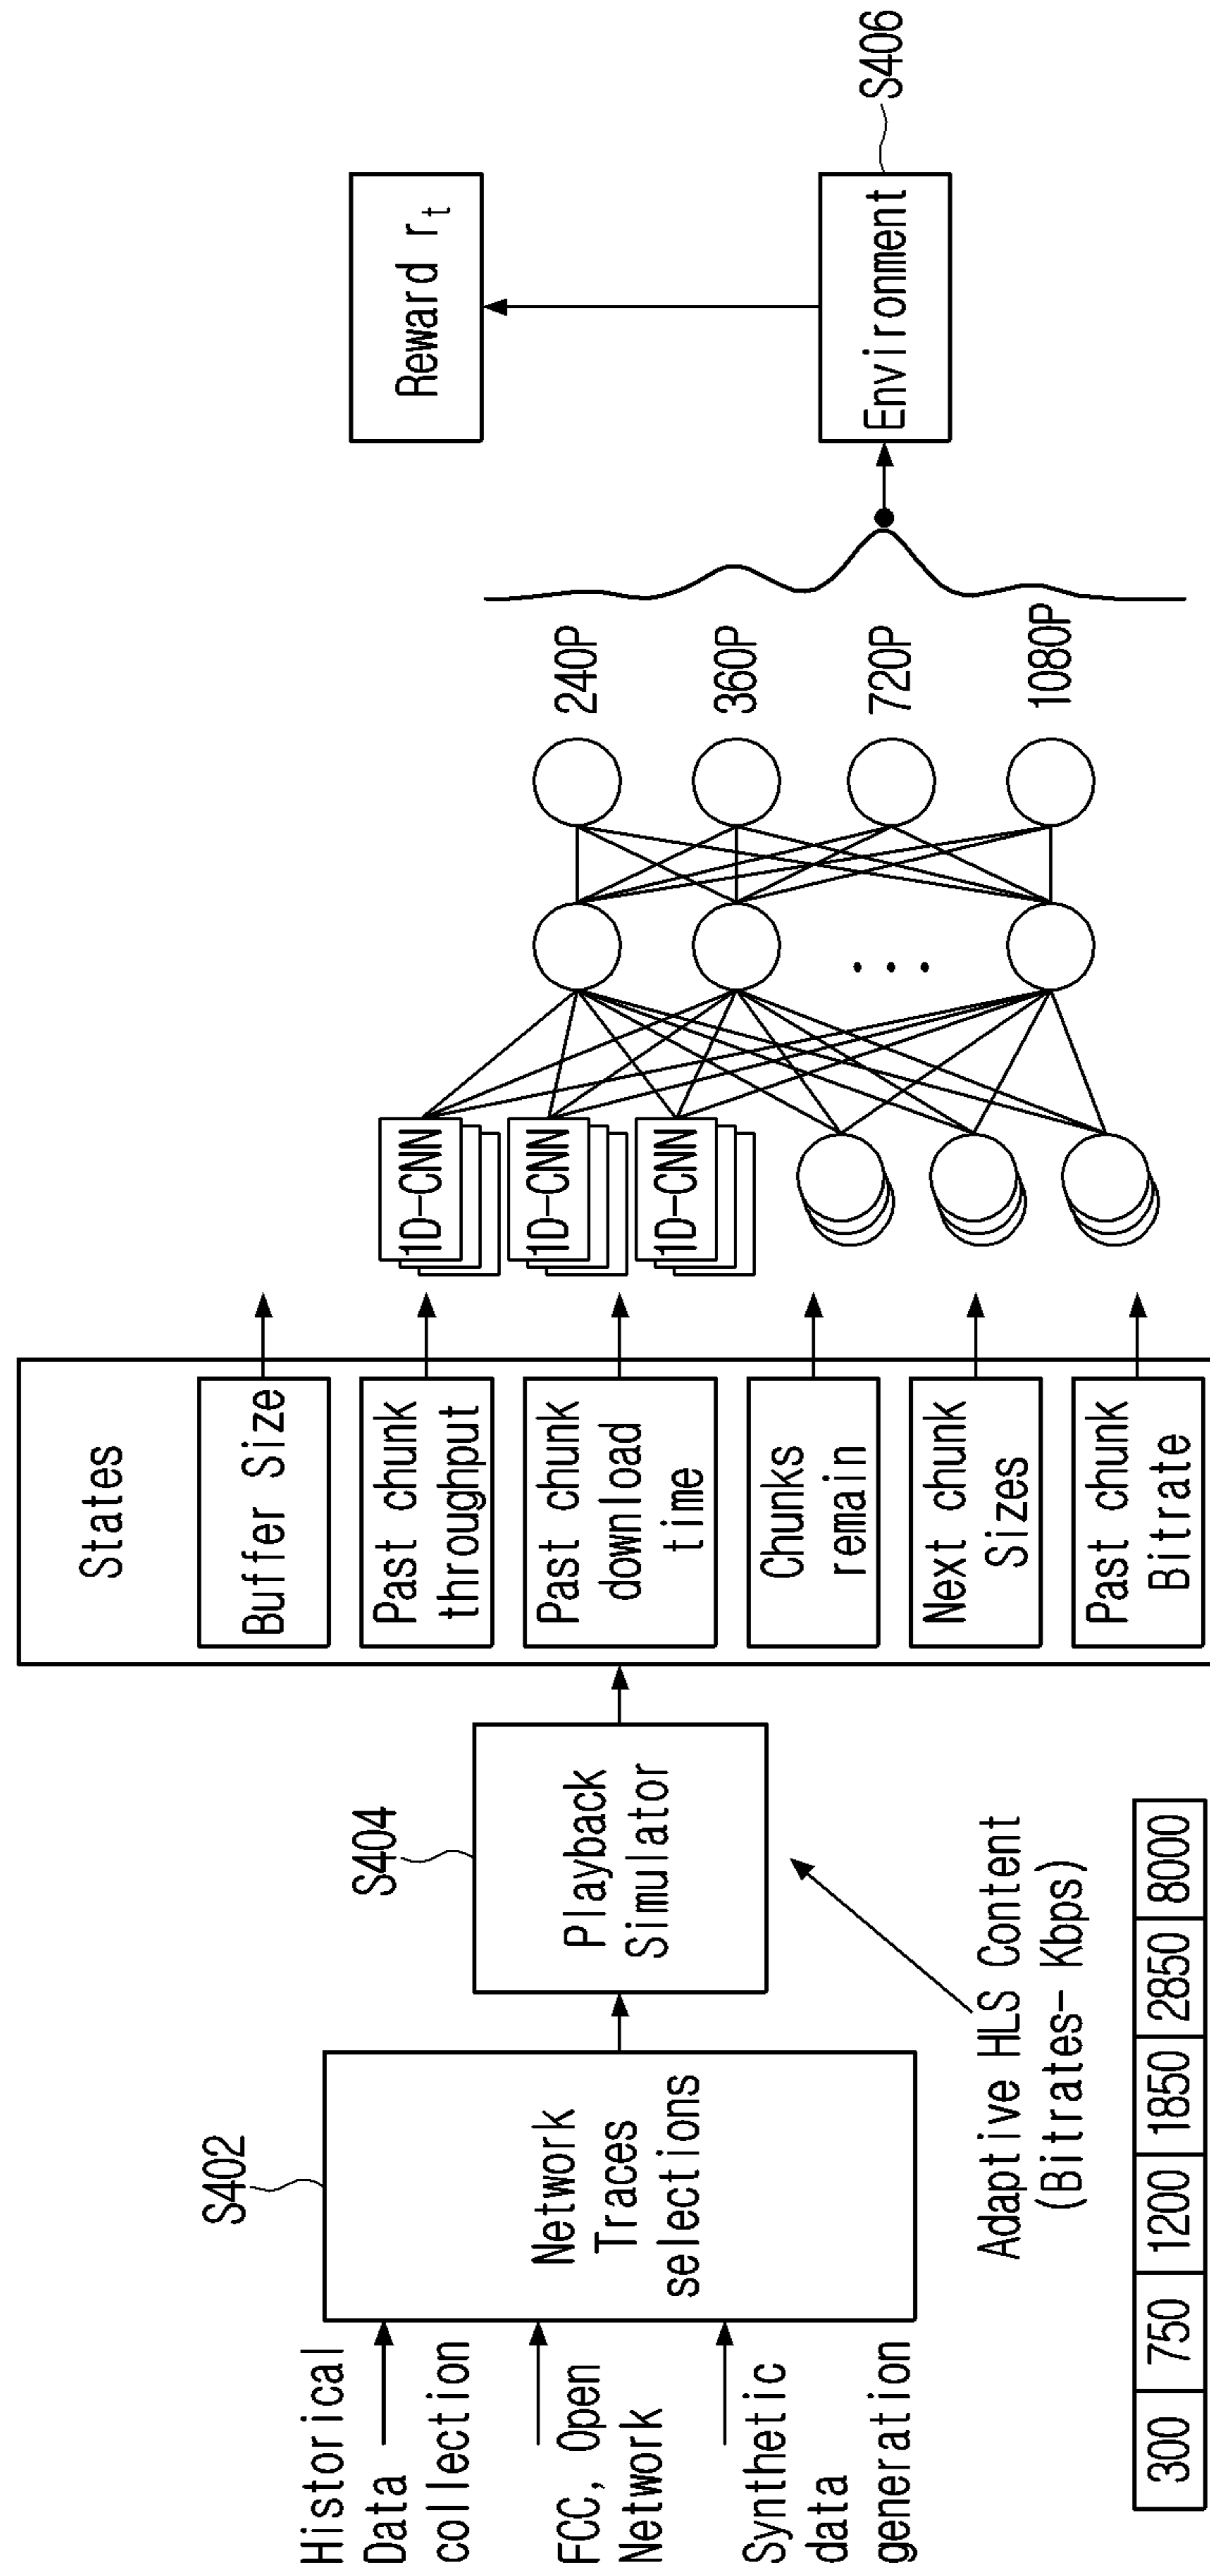 Historical
Data
collection
FCC, Open
Network
Synthetic
data
generation
S402
Network
Traces
selections
S404
Playback
Simulator
Adaptive HLS Content
(Bitrates- Kbps)
300 750 1200 1850 2850 8000
States
Buffer Size
Past chunk
throughput
Past chunk
download
time
Chunks
remain
Next chunk
Sizes
Past chunk
Bitrate
1D-CNN
1D-CNN
1D-CNN
...
240P
360P
720P
1080P
Reward rt
Environment
S406